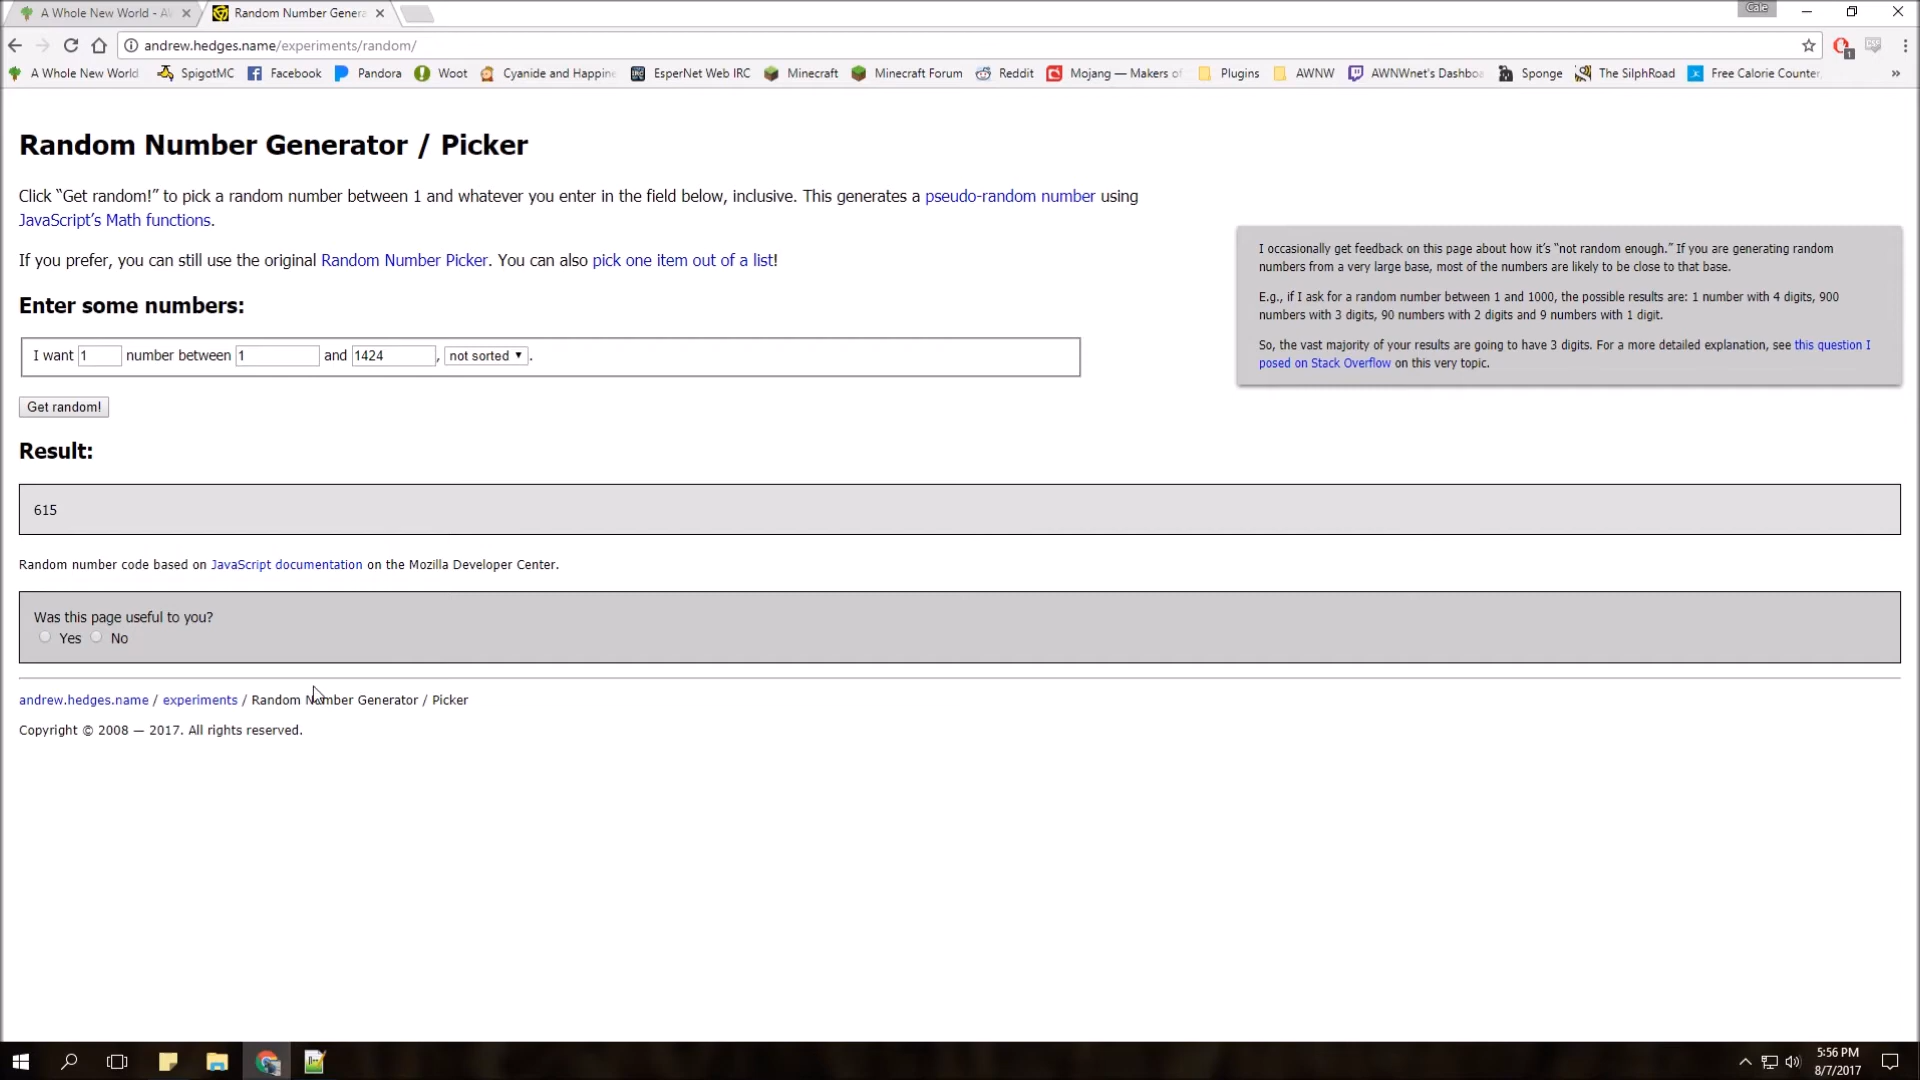 A Whole New World - AW
Random Number Genera
Cale
andrew.hedges.name/experiments/random/
1
A Whole New World SpigotMC Facebook Pandora Woot Cyanide and Happine EsperNet Web IRC Minecraft Minecraft Forum Reddit Mojang — Makers of Plugins AWNW AWNWnet's Dashboa Sponge The SilphRoad Free Calorie Counter, »
Random Number Generator / Picker
Click “Get random!” to pick a random number between 1 and whatever you enter in the field below, inclusive. This generates a pseudo-random number using
JavaScript’s Math functions.
If you prefer, you can still use the original Random Number Picker. You can also pick one item out of a list!
I occasionally get feedback on this page about how it’s “not random enough.” If you are generating random
numbers from a very large base, most of the numbers are likely to be close to that base.
E.g., if I ask for a random number between 1 and 1000, the possible results are: 1 number with 4 digits, 900
numbers with 3 digits, 90 numbers with 2 digits and 9 numbers with 1 digit.
So, the vast majority of your results are going to have 3 digits. For a more detailed explanation, see this question I
posed on Stack Overflow on this very topic.
Enter some numbers:
I want 1 number between 1 and 1424, not sorted.
Get random!
Result:
615
Random number code based on JavaScript documentation on the Mozilla Developer Center.
Was this page useful to you?
Yes No
andrew.hedges.name / experiments / Random Number Generator / Picker
Copyright © 2008 — 2017. All rights reserved.
5:56 PM
8/7/2017